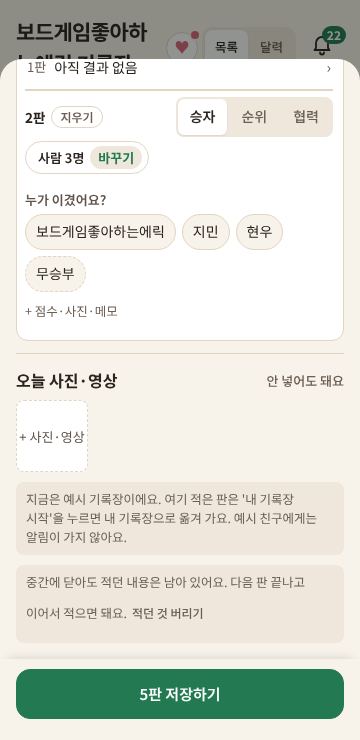 보드게임좋아하
목록 달력
22
1판 아직 결과 없음 ›
2판 지우기 승자 순위 협력
사람 3명 바꾸기
누가 이겼어요?
보드게임좋아하는에릭 지민 현우
무승부
+ 점수·사진·메모
오늘 사진·영상 안 넣어도 돼요
+ 사진·영상
지금은 예시 기록장이에요. 여기 적은 판은 '내 기록장
시작'을 누르면 내 기록장으로 옮겨 가요. 예시 친구에게는
알림이 가지 않아요.
중간에 닫아도 적던 내용은 남아 있어요. 다음 판 끝나고
이어서 적으면 돼요. 적던 것 버리기
5판 저장하기